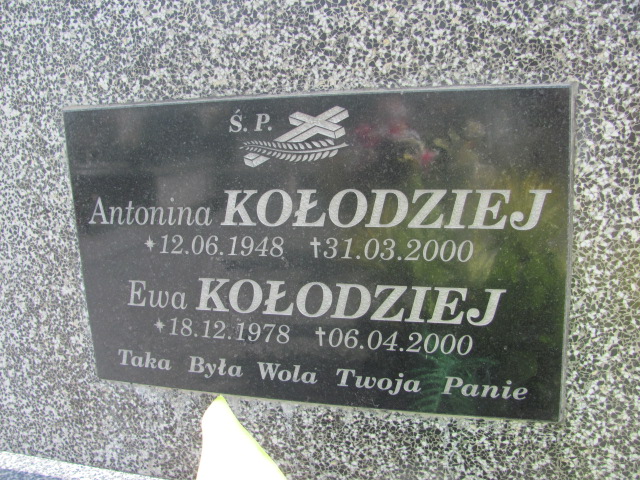 Ś. P.
Antonina KOŁODZIEJ
*12.06.1948 †31.03.2000
Ewa KOŁODZIEJ
*18.12.1978 †06.04.2000
Taka Była Wola Twoja Panie